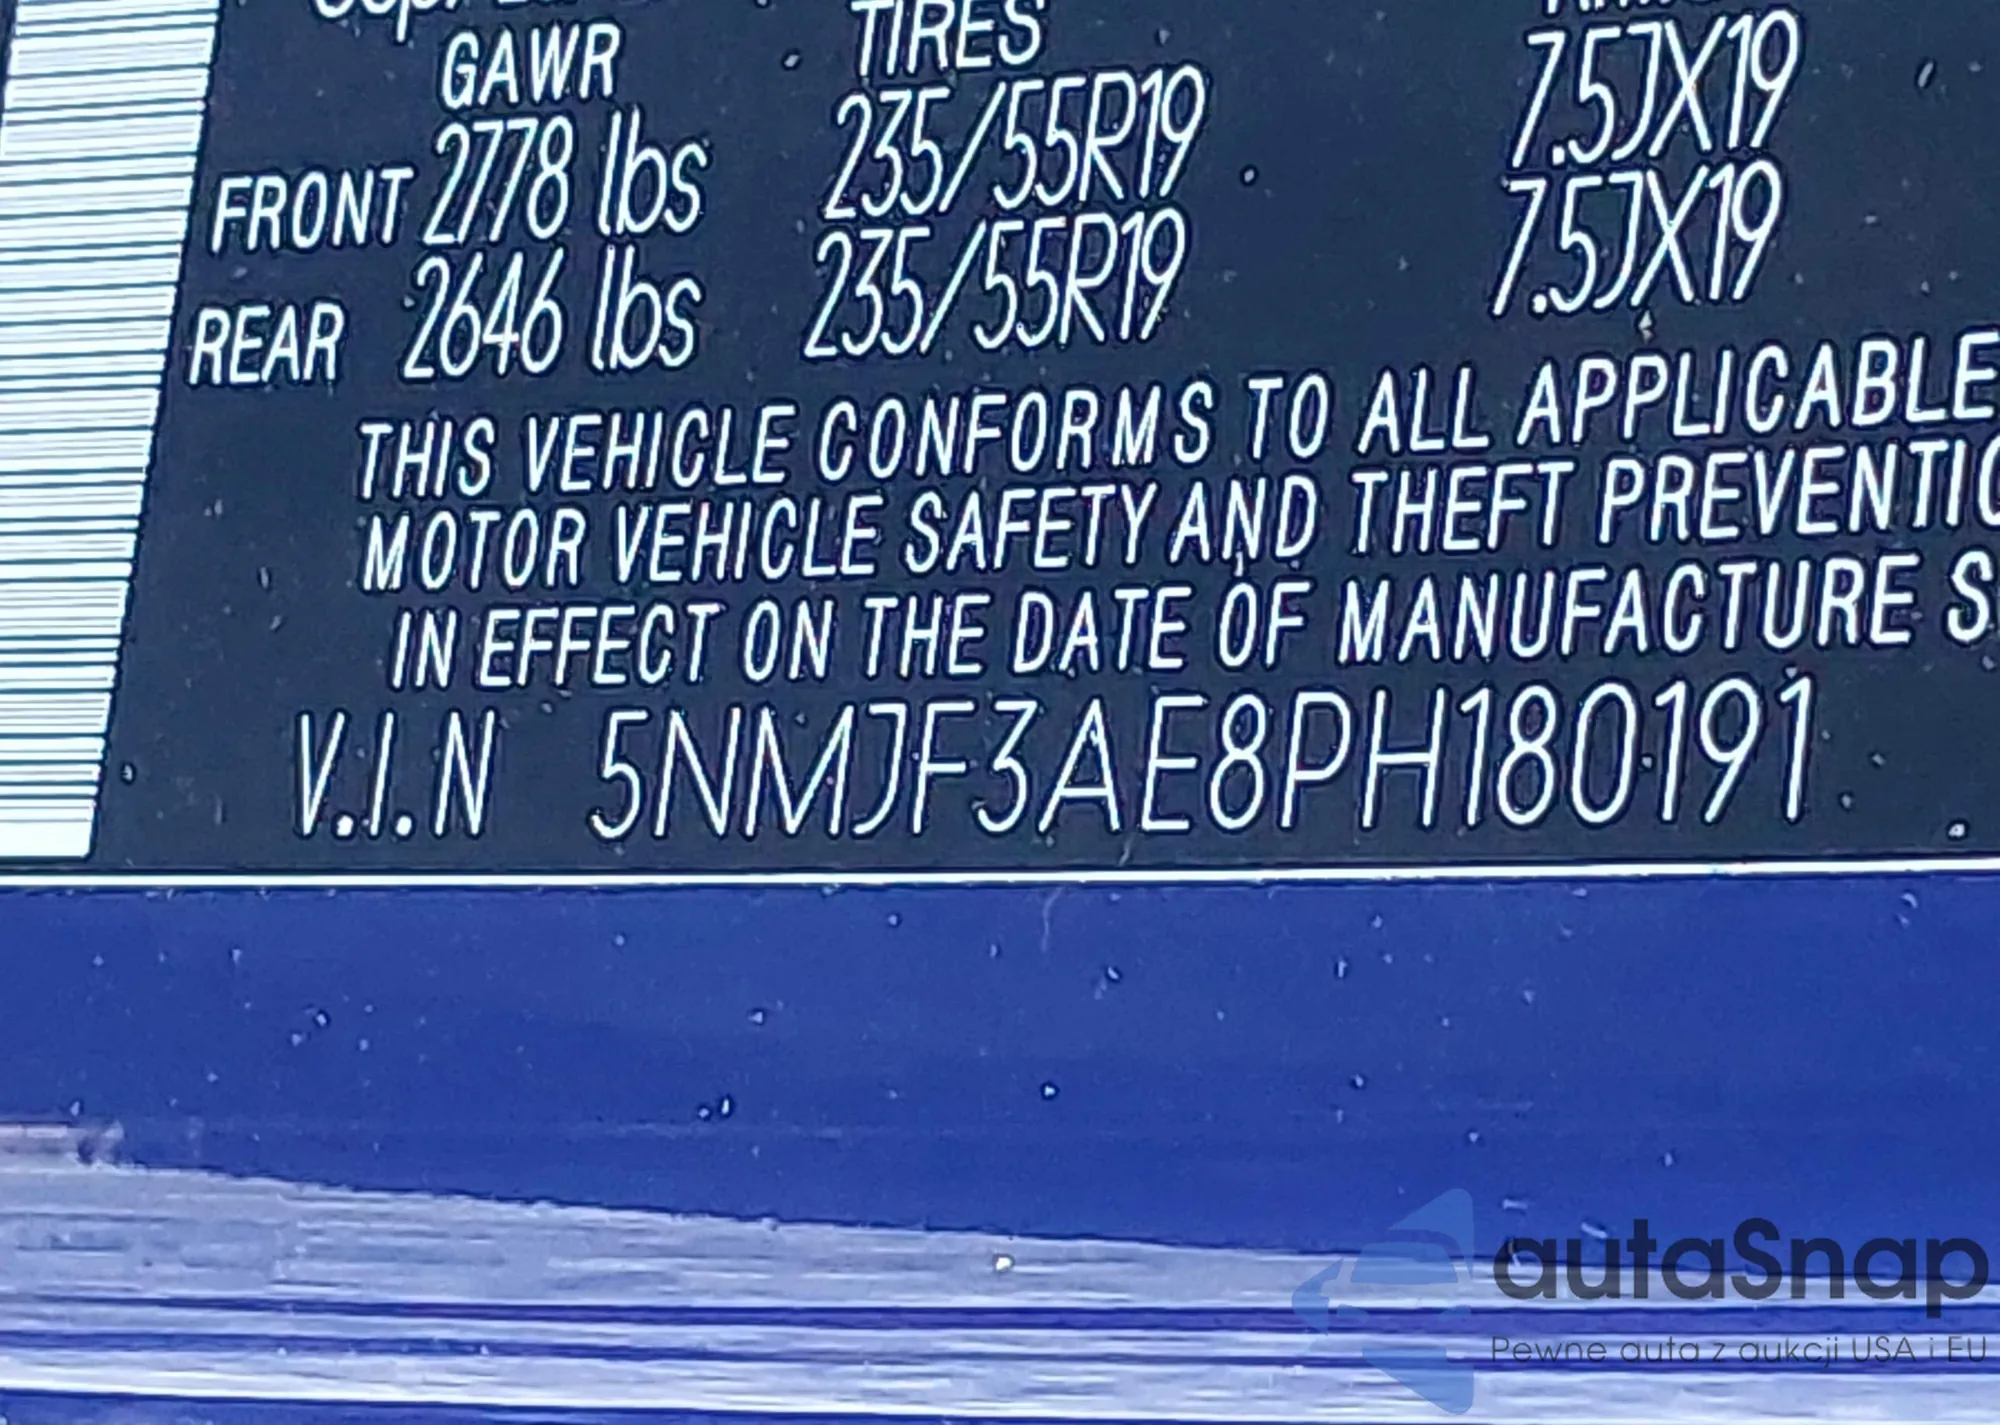 GAWR TIRES
7.5JX19
FRONT 2778 lbs 235/55R19
7.5JX19
REAR 2646 lbs 235/55R19
THIS VEHICLE CONFORMS TO ALL APPLICABLE
MOTOR VEHICLE SAFETY AND THEFT PREVENTIO
IN EFFECT ON THE DATE OF MANUFACTURE S
V.I.N 5NMJF3AE8PH180191
autaSnap
Pewne auta z aukcji USA i EU